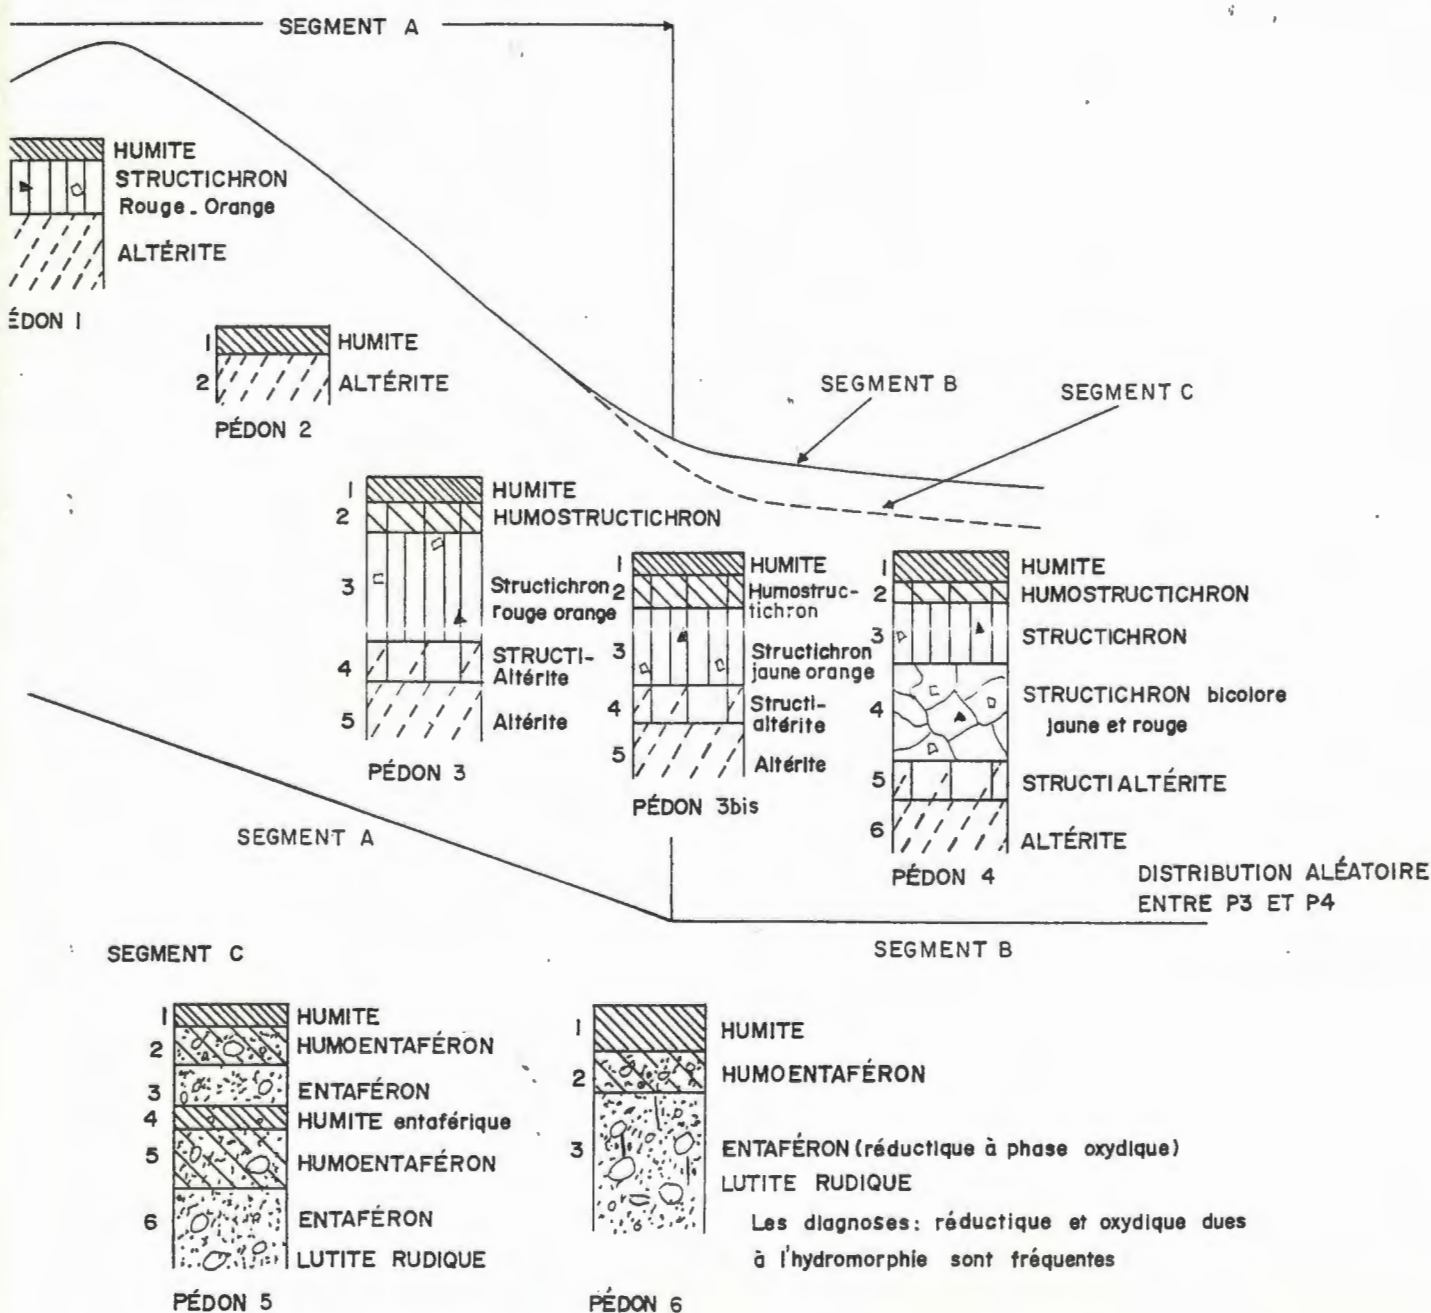 SEGMENT A
HUMITE
STRUCTICHRON
Rouge - Orange
ALTÉRITE
ÉDON 1
1 HUMITE
2 ALTÉRITE
PÉDON 2
SEGMENT B
SEGMENT C
1 HUMITE
2 HUMOSTRUCTICHRON
3 Structichron
rouge orange
4 STRUCTI-
Altérite
5 Altérite
PÉDON 3
1 HUMITE
2 Humostruc-
tichron
3 Structichron
jaune orange
4 Structi-
altérite
5 Altérite
PÉDON 3bis
1 HUMITE
2 HUMOSTRUCTICHRON
3 STRUCTICHRON
4 STRUCTICHRON bicolore
jaune et rouge
5 STRUCTIALTÉRITE
6 ALTÉRITE
PÉDON 4
DISTRIBUTION ALÉATOIRE
ENTRE P3 ET P4
SEGMENT A
SEGMENT B
SEGMENT C
1 HUMITE
2 HUMOENTAFÉRON
3 ENTAFÉRON
4 HUMITE entaférique
5 HUMOENTAFÉRON
6 ENTAFÉRON
LUTITE RUDIQUE
PÉDON 5
1 HUMITE
2 HUMOENTAFÉRON
3 ENTAFÉRON (réductique à phase oxydique)
LUTITE RUDIQUE
Les diagnoses: réductique et oxydique dues
à l'hydromorphie sont fréquentes
PÉDON 6